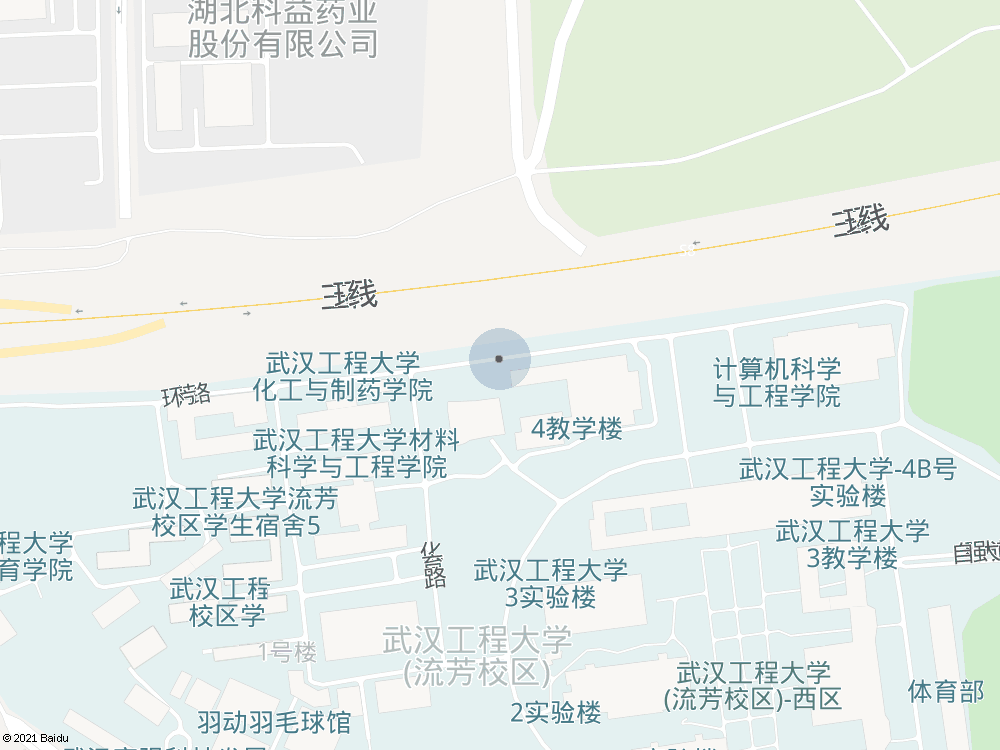 湖北科益药业
股份有限公司
三环线
三环线
武汉工程大学
化工与制药学院
计算机科学
与工程学院
4教学楼
武汉工程大学材料
科学与工程学院
武汉工程大学-4B号
实验楼
武汉工程大学流芳
校区学生宿舍5
武汉工程大学
3教学楼
程大学
育学院
武汉工程大学
3实验楼
武汉工程
校区学
1号楼
武汉工程大学
(流芳校区)
武汉工程大学
(流芳校区)-西区
体育部
2实验楼
羽动羽毛球馆
© 2021 Baidu